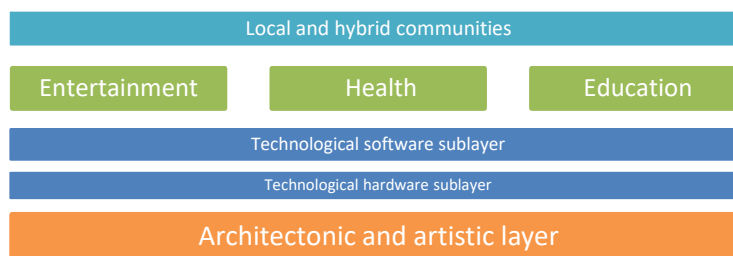 Local and hybrid communities
Entertainment Health Education
Technological software sublayer
Technological hardware sublayer
Architectonic and artistic layer